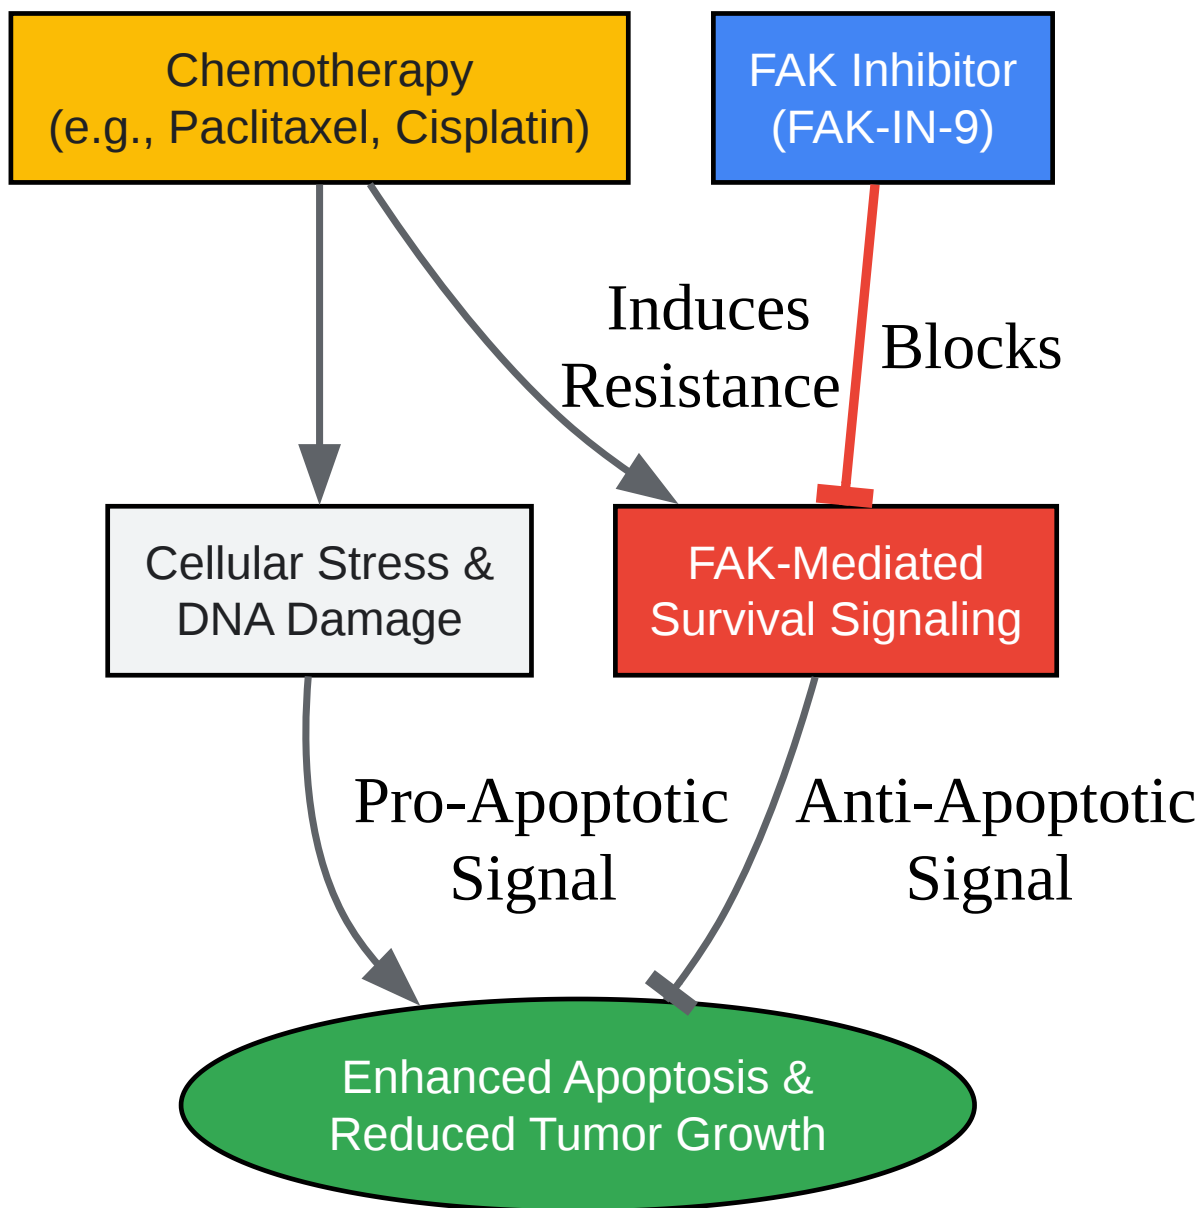 Chemotherapy
(e.g., Paclitaxel, Cisplatin)
FAK Inhibitor
(FAK-IN-9)
Induces
Resistance
Blocks
Cellular Stress &
DNA Damage
FAK-Mediated
Survival Signaling
Pro-Apoptotic
Signal
Anti-Apoptotic
Signal
Enhanced Apoptosis &
Reduced Tumor Growth